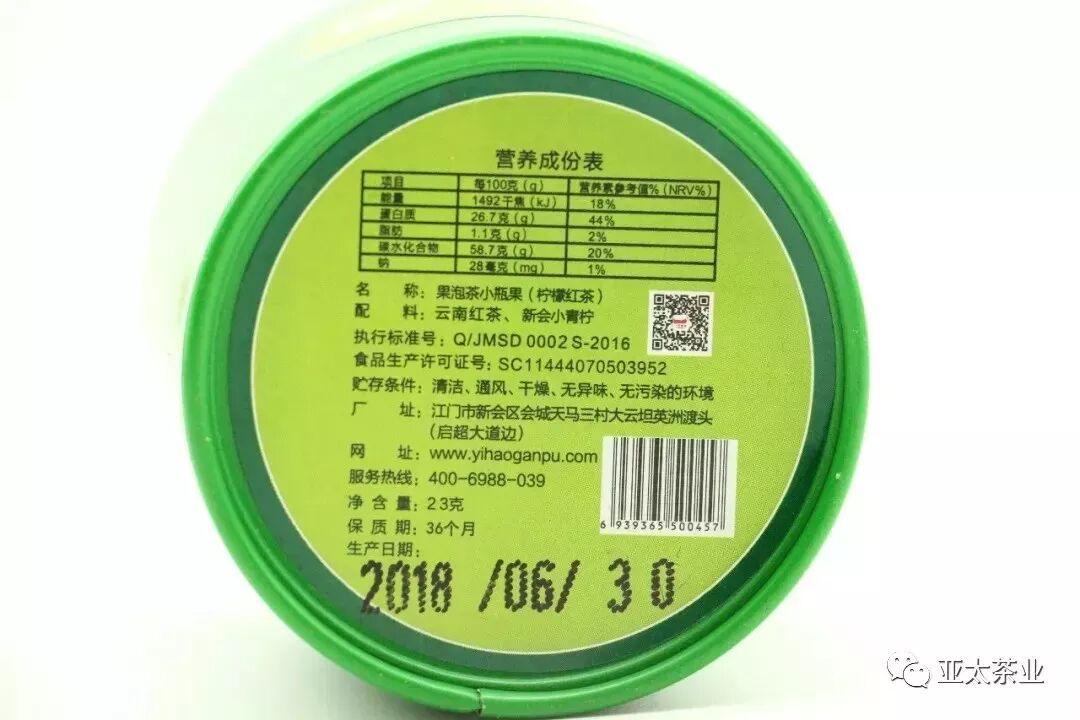 营养成份表
项目 每100克（g） 营养素参考值%（NRV%）
能量 1492千焦（kJ） 18%
蛋白质 26.7克（g） 44%
脂肪 1.1克（g） 2%
碳水化合物 58.7克（g） 20%
钠 28毫克（mg） 1%
名 称：果泡茶小瓶果（柠檬红茶）
配 料：云南红茶、新会小青柠
执行标准号：Q/JMSD 0002 S-2016
食品生产许可证号：SC11444070503952
贮存条件：清洁、通风、干燥、无异味、无污染的环境
厂 址：江门市新会区会城天马三村大云坦英洲渡头
（启超大道边）
网 址：www.yihaoganpu.com
服务热线：400-6988-039
净 含 量：23克
保 质 期：36个月
生产日期：
6 939365 500457
2018 /06/ 30
亚太茶业